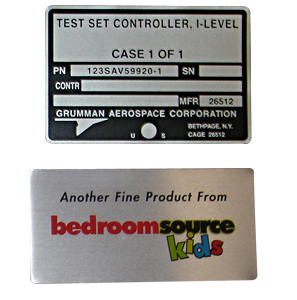 TEST SET CONTROLLER, I-LEVEL
CASE 1 OF 1
PN 123SAV59920-1 SN
CONTR
MFR 26512
GRUMMAN AEROSPACE CORPORATION
BETHPAGE, N.Y.
U S CAGE 26512
Another Fine Product From
bedroomsource
kids